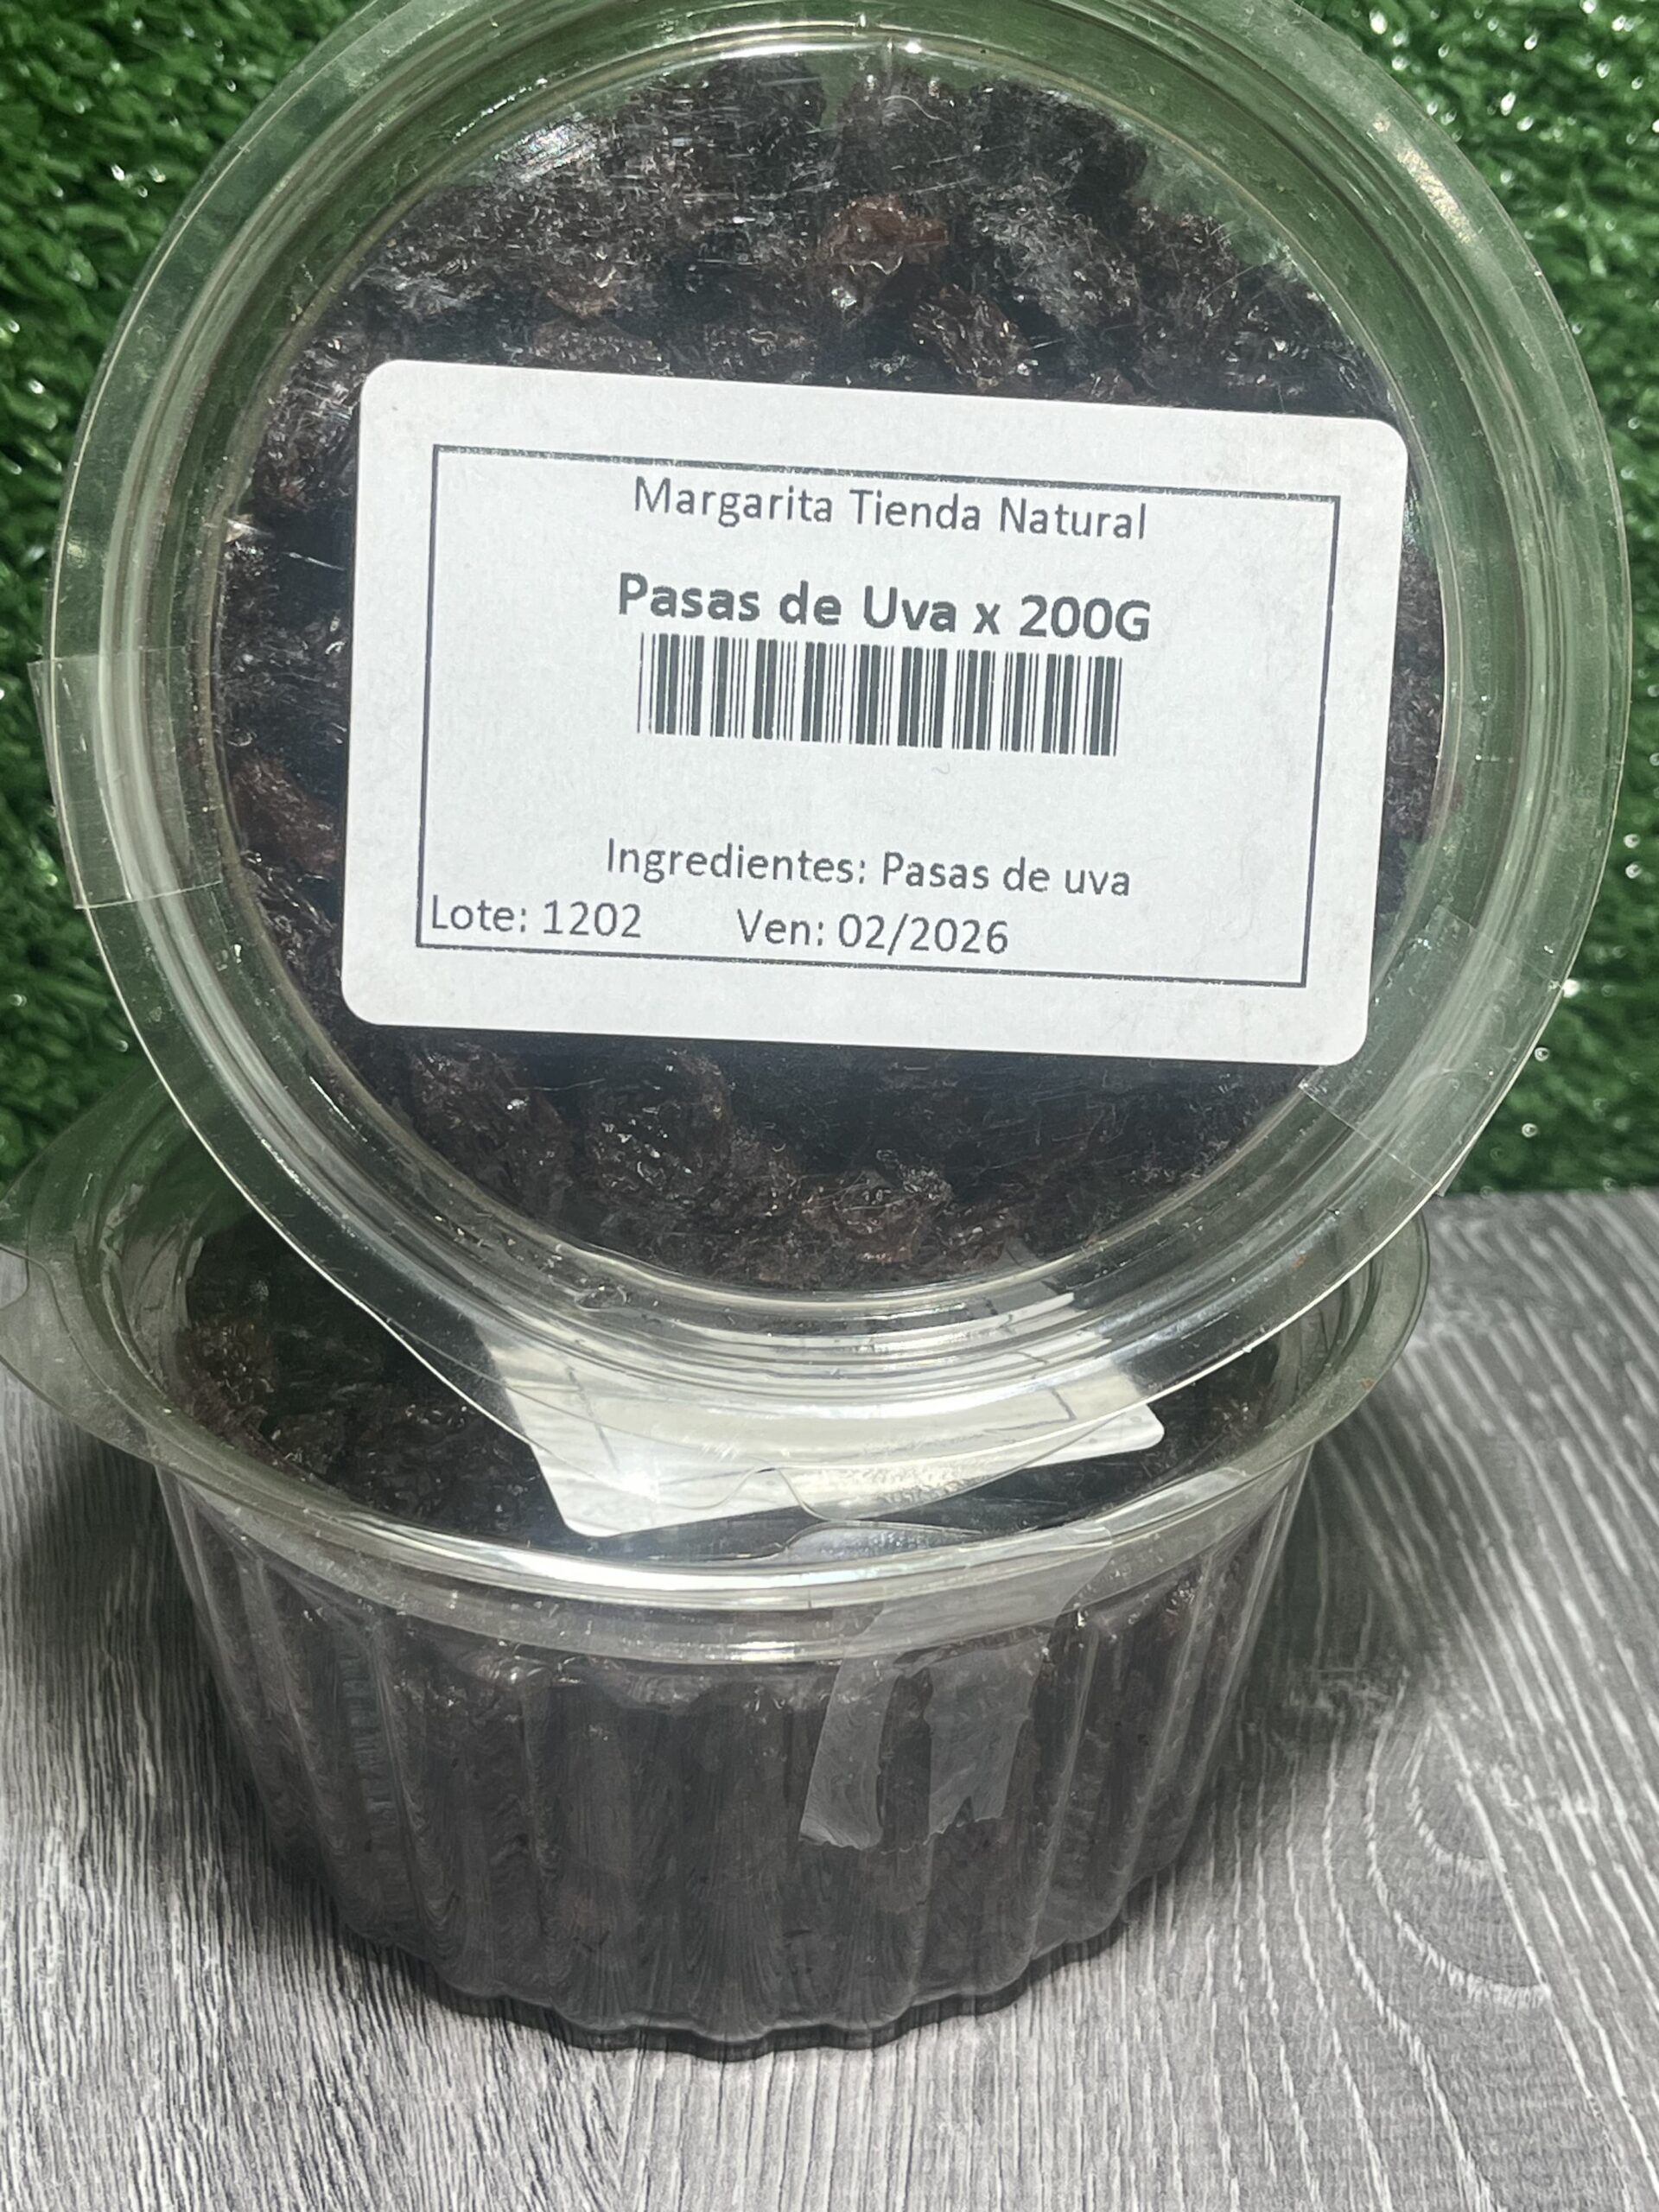 Margarita Tienda Natural
Pasas de Uva x 200G
Ingredientes: Pasas de uva
Lote: 1202 Ven: 02/2026